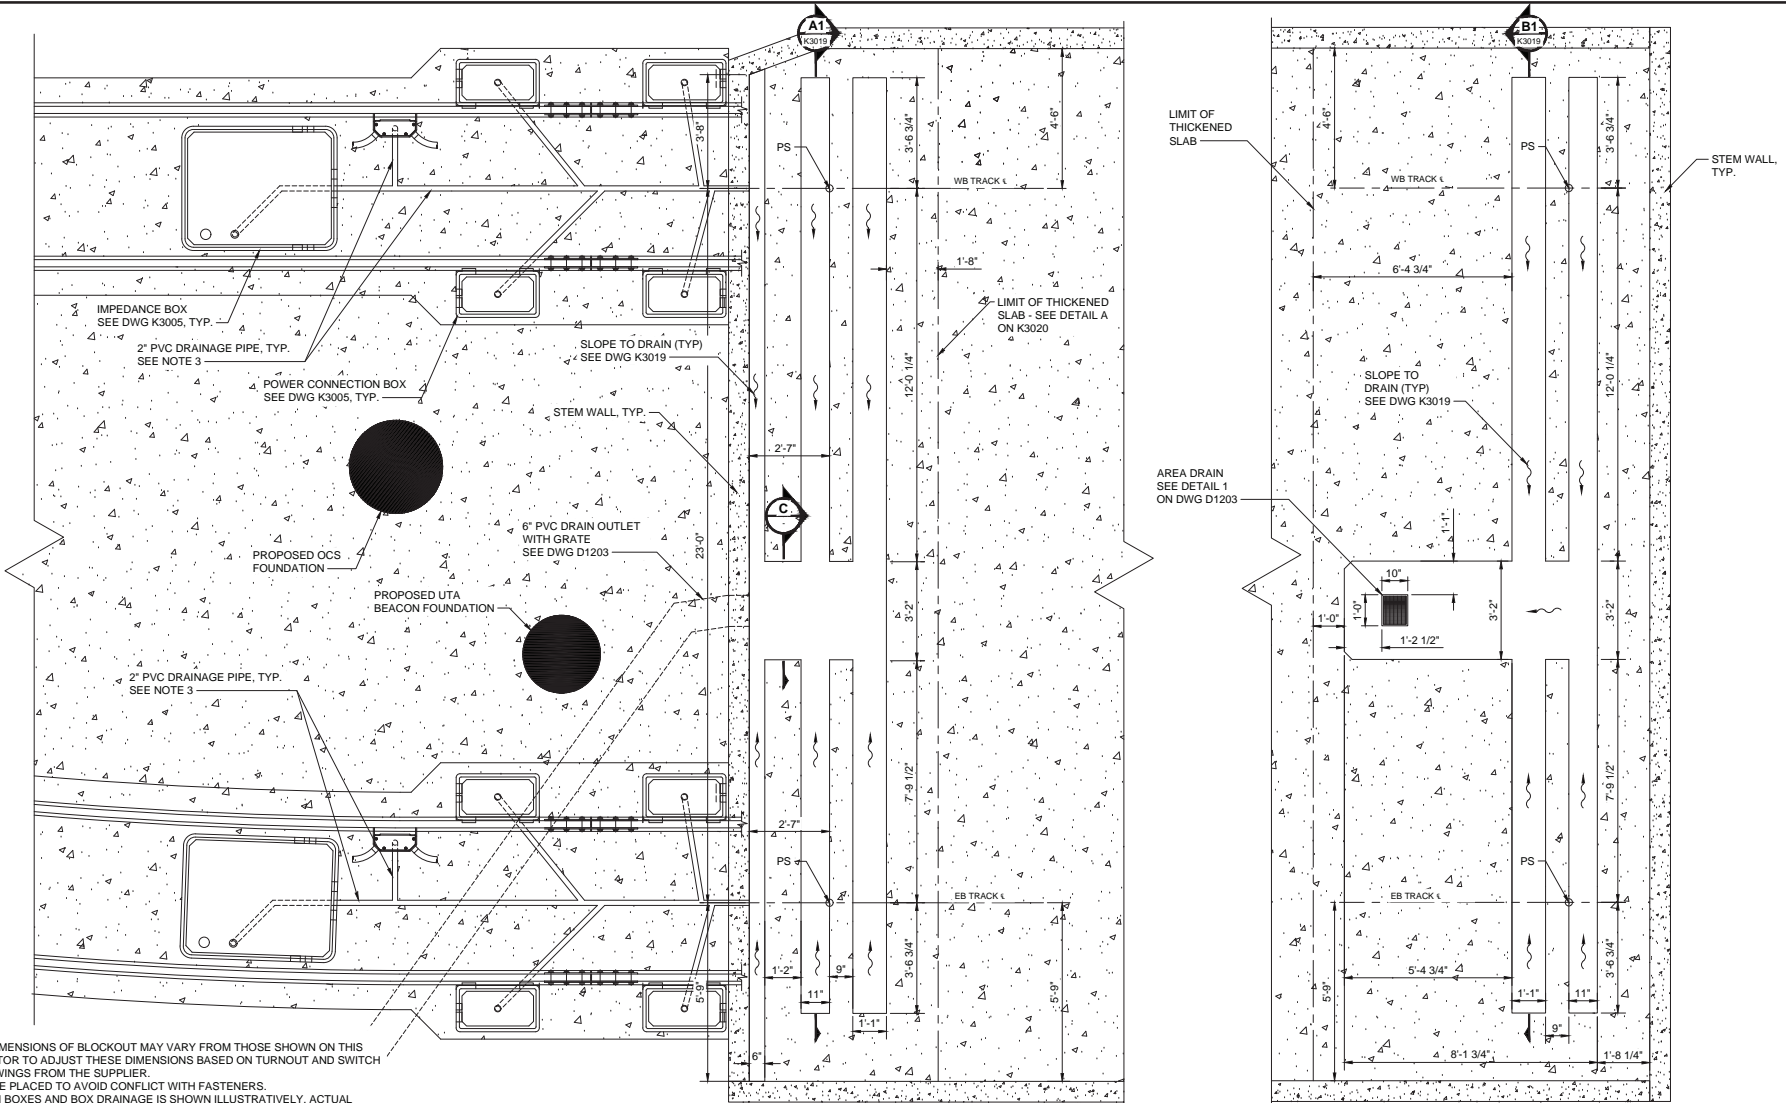 A1
K3019
B1
K3019
3'-8"
PS
3'-6 3/4"
4'-6"
WB TRACK ℄
LIMIT OF
THICKENED
SLAB
4'-6"
PS
3'-6 3/4"
WB TRACK ℄
STEM WALL,
TYP.
1'-8"
6'-4 3/4"
IMPEDANCE BOX
SEE DWG K3005, TYP.
2" PVC DRAINAGE PIPE, TYP.
SEE NOTE 3
POWER CONNECTION BOX
SEE DWG K3005, TYP.
SLOPE TO DRAIN (TYP)
SEE DWG K3019
LIMIT OF THICKENED
SLAB - SEE DETAIL A
ON K3020
12'-0 1/4"
STEM WALL, TYP.
2'-7"
C
SLOPE TO
DRAIN (TYP)
SEE DWG K3019
12'-0 1/4"
AREA DRAIN
SEE DETAIL 1
ON DWG D1203
1'-1"
PROPOSED OCS
FOUNDATION
6" PVC DRAIN OUTLET
WITH GRATE
SEE DWG D1203
23'-0"
PROPOSED UTA
BEACON FOUNDATION
3'-2"
10"
1'-0"
1'-0"
1'-2 1/2"
3'-2"
3'-2"
2" PVC DRAINAGE PIPE, TYP.
SEE NOTE 3
7'-9 1/2"
7'-9 1/2"
2'-7"
PS
EB TRACK ℄
PS
EB TRACK ℄
1'-2"
9"
11"
1'-1"
6"
5'-9"
3'-6 3/4"
5'-9"
5'-9"
5'-4 3/4"
1'-1"
11"
9"
3'-6 3/4"
8'-1 3/4"
1'-8 1/4"
MENSIONS OF BLOCKOUT MAY VARY FROM THOSE SHOWN ON THIS
TOR TO ADJUST THESE DIMENSIONS BASED ON TURNOUT AND SWITCH
WINGS FROM THE SUPPLIER.
E PLACED TO AVOID CONFLICT WITH FASTENERS.
N BOXES AND BOX DRAINAGE IS SHOWN ILLUSTRATIVELY. ACTUAL